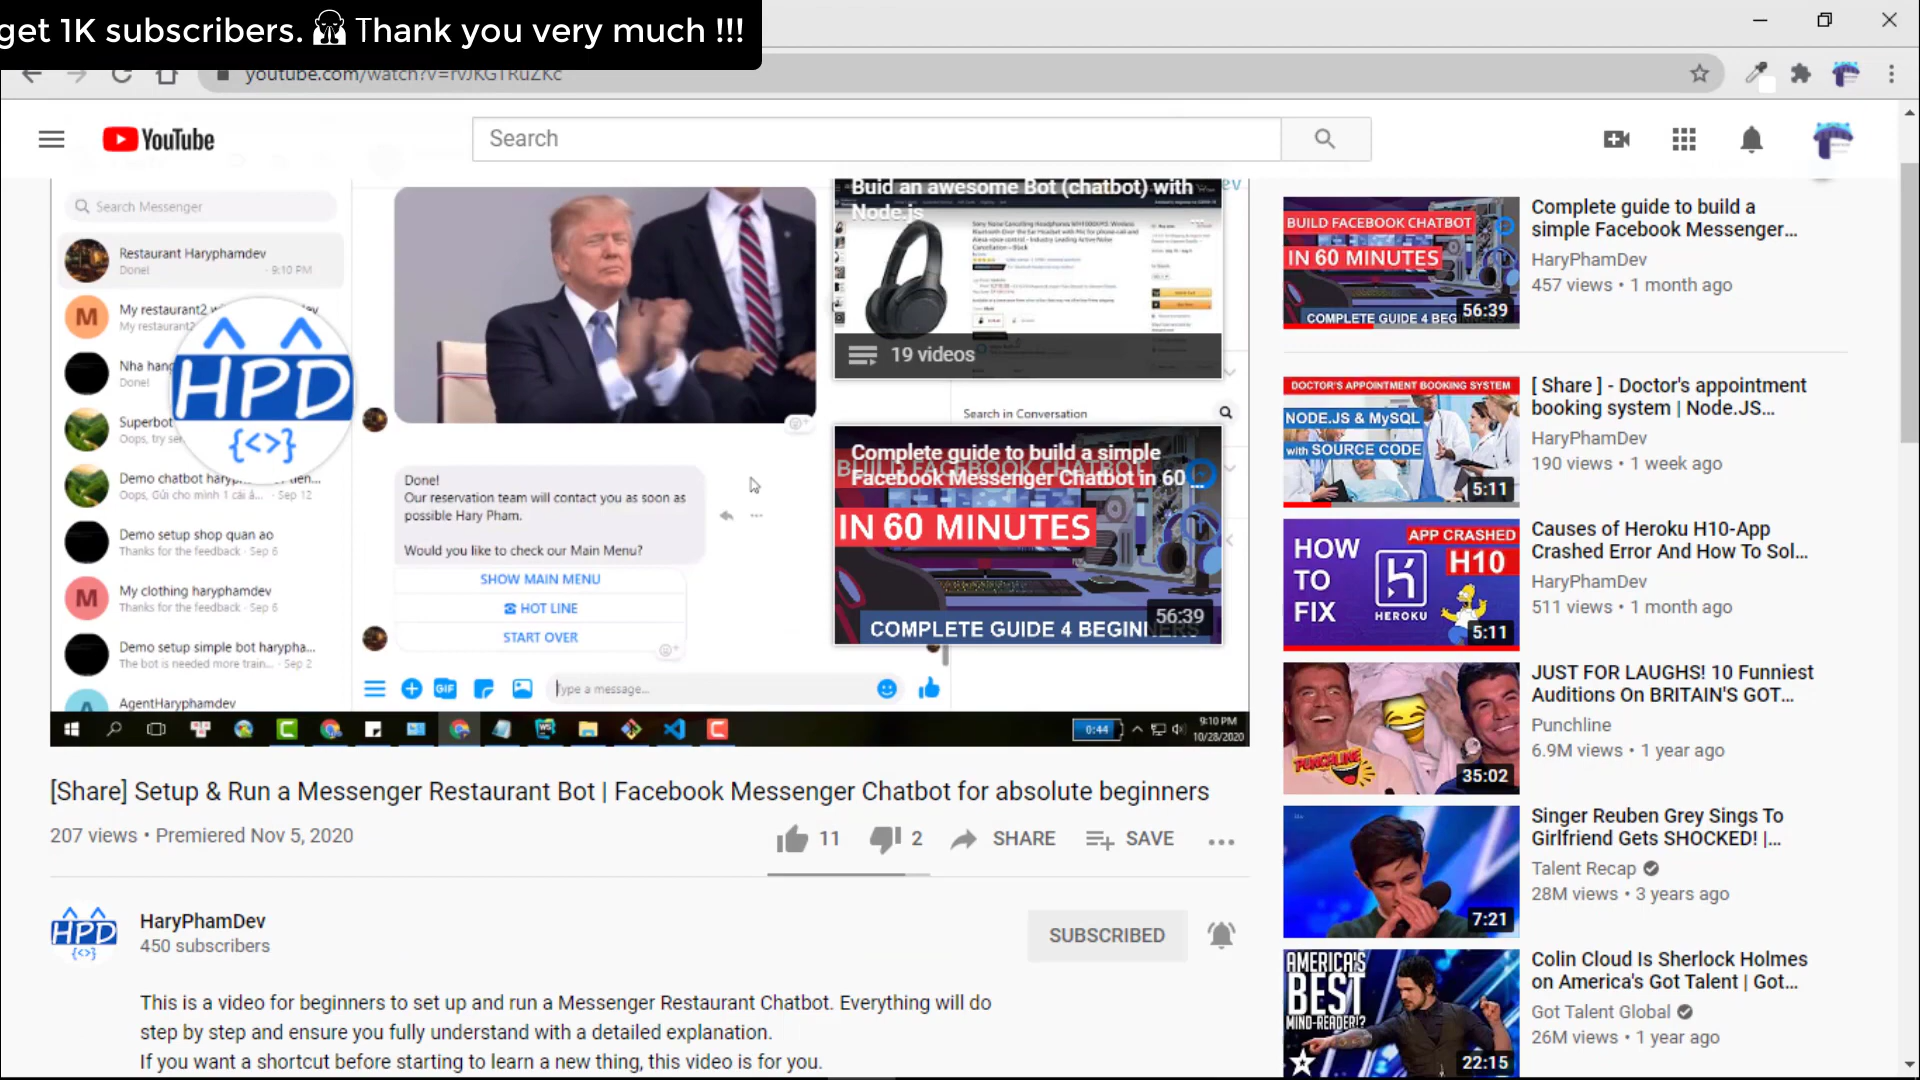 get 1K subscribers. Thank you very much !!!
youtube.com/watch?v=rvJKGTRuZKc
YouTube
Search
Search Messenger
Restaurant Haryphamdev
Done! · 9:10 PM
M
My restaurant2
My restaurant2
Nha hang
Done!
Superbot
Oops, try
HPD
{<>}
Oops, Gửi cho mình 1 cái ả... · Sep 12
Demo setup shop quan ao
Thanks for the feedback · Sep 6
M
My clothing haryphamdev
Thanks for the feedback · Sep 6
Demo setup simple bot harypha...
The bot is needed more train... · Sep 2
A
AgentHaryphamdev
Done!
Our reservation team will contact you as soon as
possible Hary Pham.
Would you like to check our Main Menu?
SHOW MAIN MENU
HOT LINE
START OVER
GIF
Type a message...
Buid an awesome Bot (chatbot) with
Node.js
19 videos
Search in Conversation
Complete guide to build a simple
Facebook Messenger Chatbot in 60 ...
BUILD FACEBOOK CHATBOT
IN 60 MINUTES
56:39
COMPLETE GUIDE 4 BEGINNERS
0:44
9:10 PM
10/28/2020
[Share] Setup & Run a Messenger Restaurant Bot | Facebook Messenger Chatbot for absolute beginners
207 views • Premiered Nov 5, 2020
11
2
SHARE
SAVE
HPD
{<>}
HaryPhamDev
450 subscribers
SUBSCRIBED
This is a video for beginners to set up and run a Messenger Restaurant Chatbot. Everything will do
step by step and ensure you fully understand with a detailed explanation.
If you want a shortcut before starting to learn a new thing, this video is for you.
BUILD FACEBOOK CHATBOT
IN 60 MINUTES
56:39
COMPLETE GUIDE 4 BEG
Complete guide to build a
simple Facebook Messenger...
HaryPhamDev
457 views • 1 month ago
DOCTOR'S APPOINTMENT BOOKING SYSTEM
NODE.JS & MySQL
with SOURCE CODE
5:11
[ Share ] - Doctor's appointment
booking system | Node.JS...
HaryPhamDev
190 views • 1 week ago
APP CRASHED
HOW
TO
FIX
H10
HEROKU
5:11
Causes of Heroku H10-App
Crashed Error And How To Sol...
HaryPhamDev
511 views • 1 month ago
PUNCHLINE
35:02
JUST FOR LAUGHS! 10 Funniest
Auditions On BRITAIN'S GOT...
Punchline
6.9M views • 1 year ago
7:21
Singer Reuben Grey Sings To
Girlfriend Gets SHOCKED! |...
Talent Recap
28M views • 3 years ago
AMERICA'S
BEST
MIND-READER!?
22:15
Colin Cloud Is Sherlock Holmes
on America's Got Talent | Got...
Got Talent Global
26M views • 1 year ago